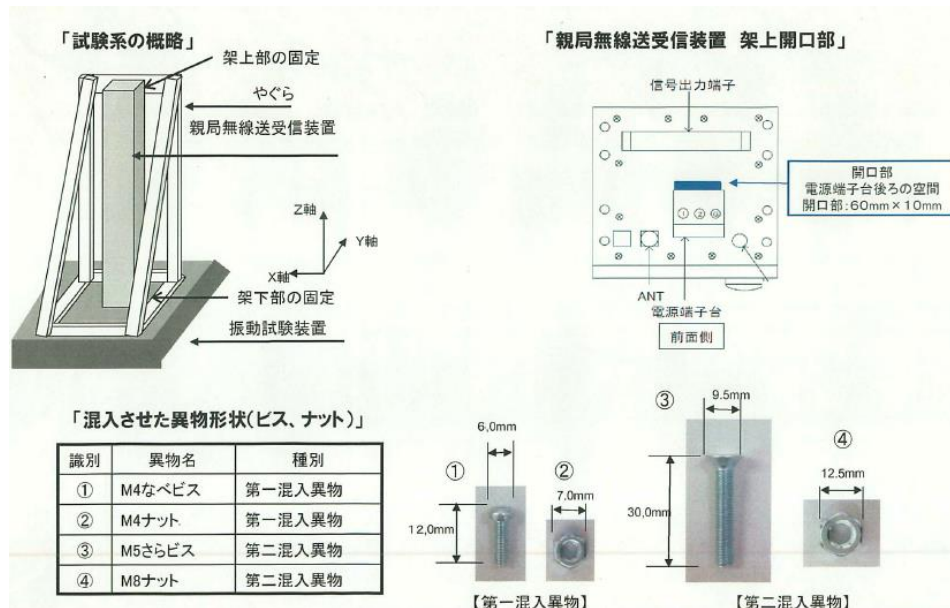 「試験系の概略」
架上部の固定
やぐら
親局無線送受信装置
Z軸
Y軸
X軸
架下部の固定
振動試験装置
「親局無線送受信装置 架上開口部」
信号出力端子
開口部
電源端子台後ろの空間
開口部:60mm×10mm
① ②
ANT
電源端子台
前面側
「混入させた異物形状(ビス、ナット)」
識別 異物名 種別
① M4なべビス 第一混入異物
② M4ナット 第一混入異物
③ M5さらビス 第二混入異物
④ M8ナット 第二混入異物
① 6.0mm
12,0mm
② 7.0mm
【第一混入異物】
③ 9.5mm
30,0mm
④ 12.5mm
【第二混入異物】